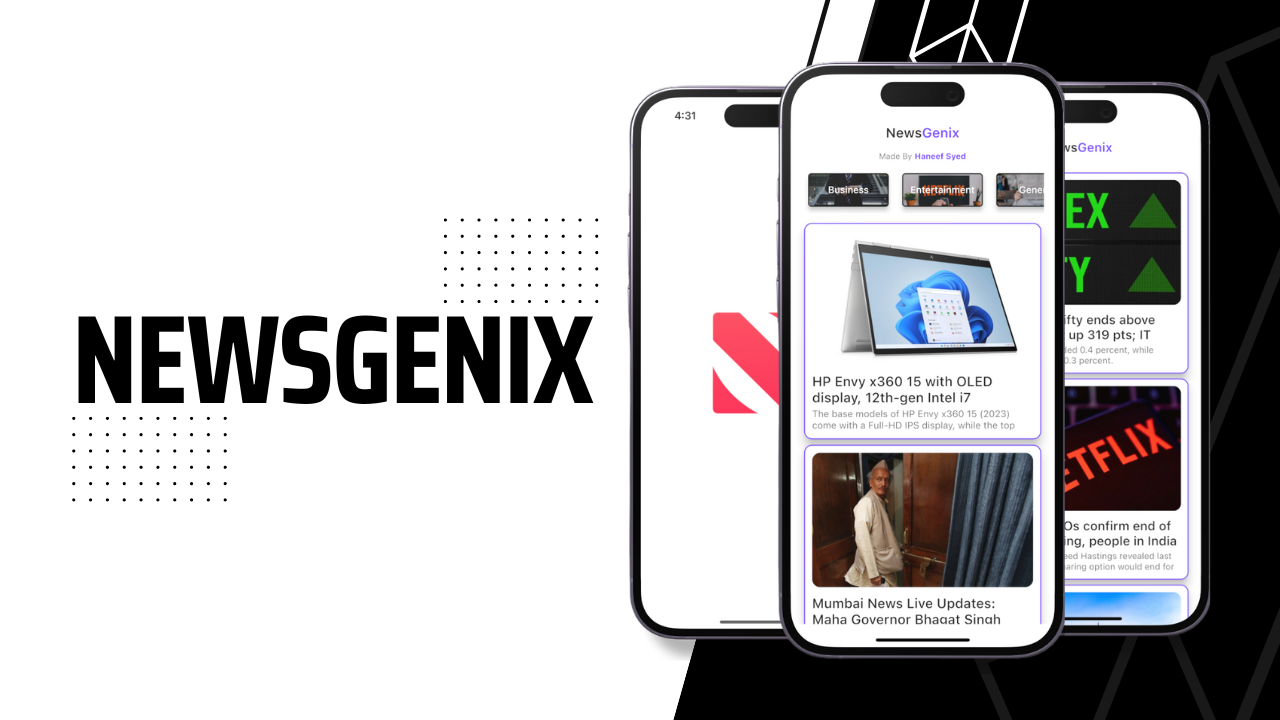 NEWSGENIX
4:31
NewsGenix
Made By Haneef Syed
Business
Entertainment
HP Envy x360 15 with OLED
display, 12th-gen Intel i7
The base models of HP Envy x360 15 (2023)
come with a Full-HD IPS display, while the top
Mumbai News Live Updates:
Maha Governor Bhagat Singh
wsGenix
EX
TY
ifty ends above
up 319 pts; IT
led 0.4 percent, while
0.3 percent.
ETFLIX
Os confirm end of
ing, people in India
eed Hastings revealed last
aring option would end for